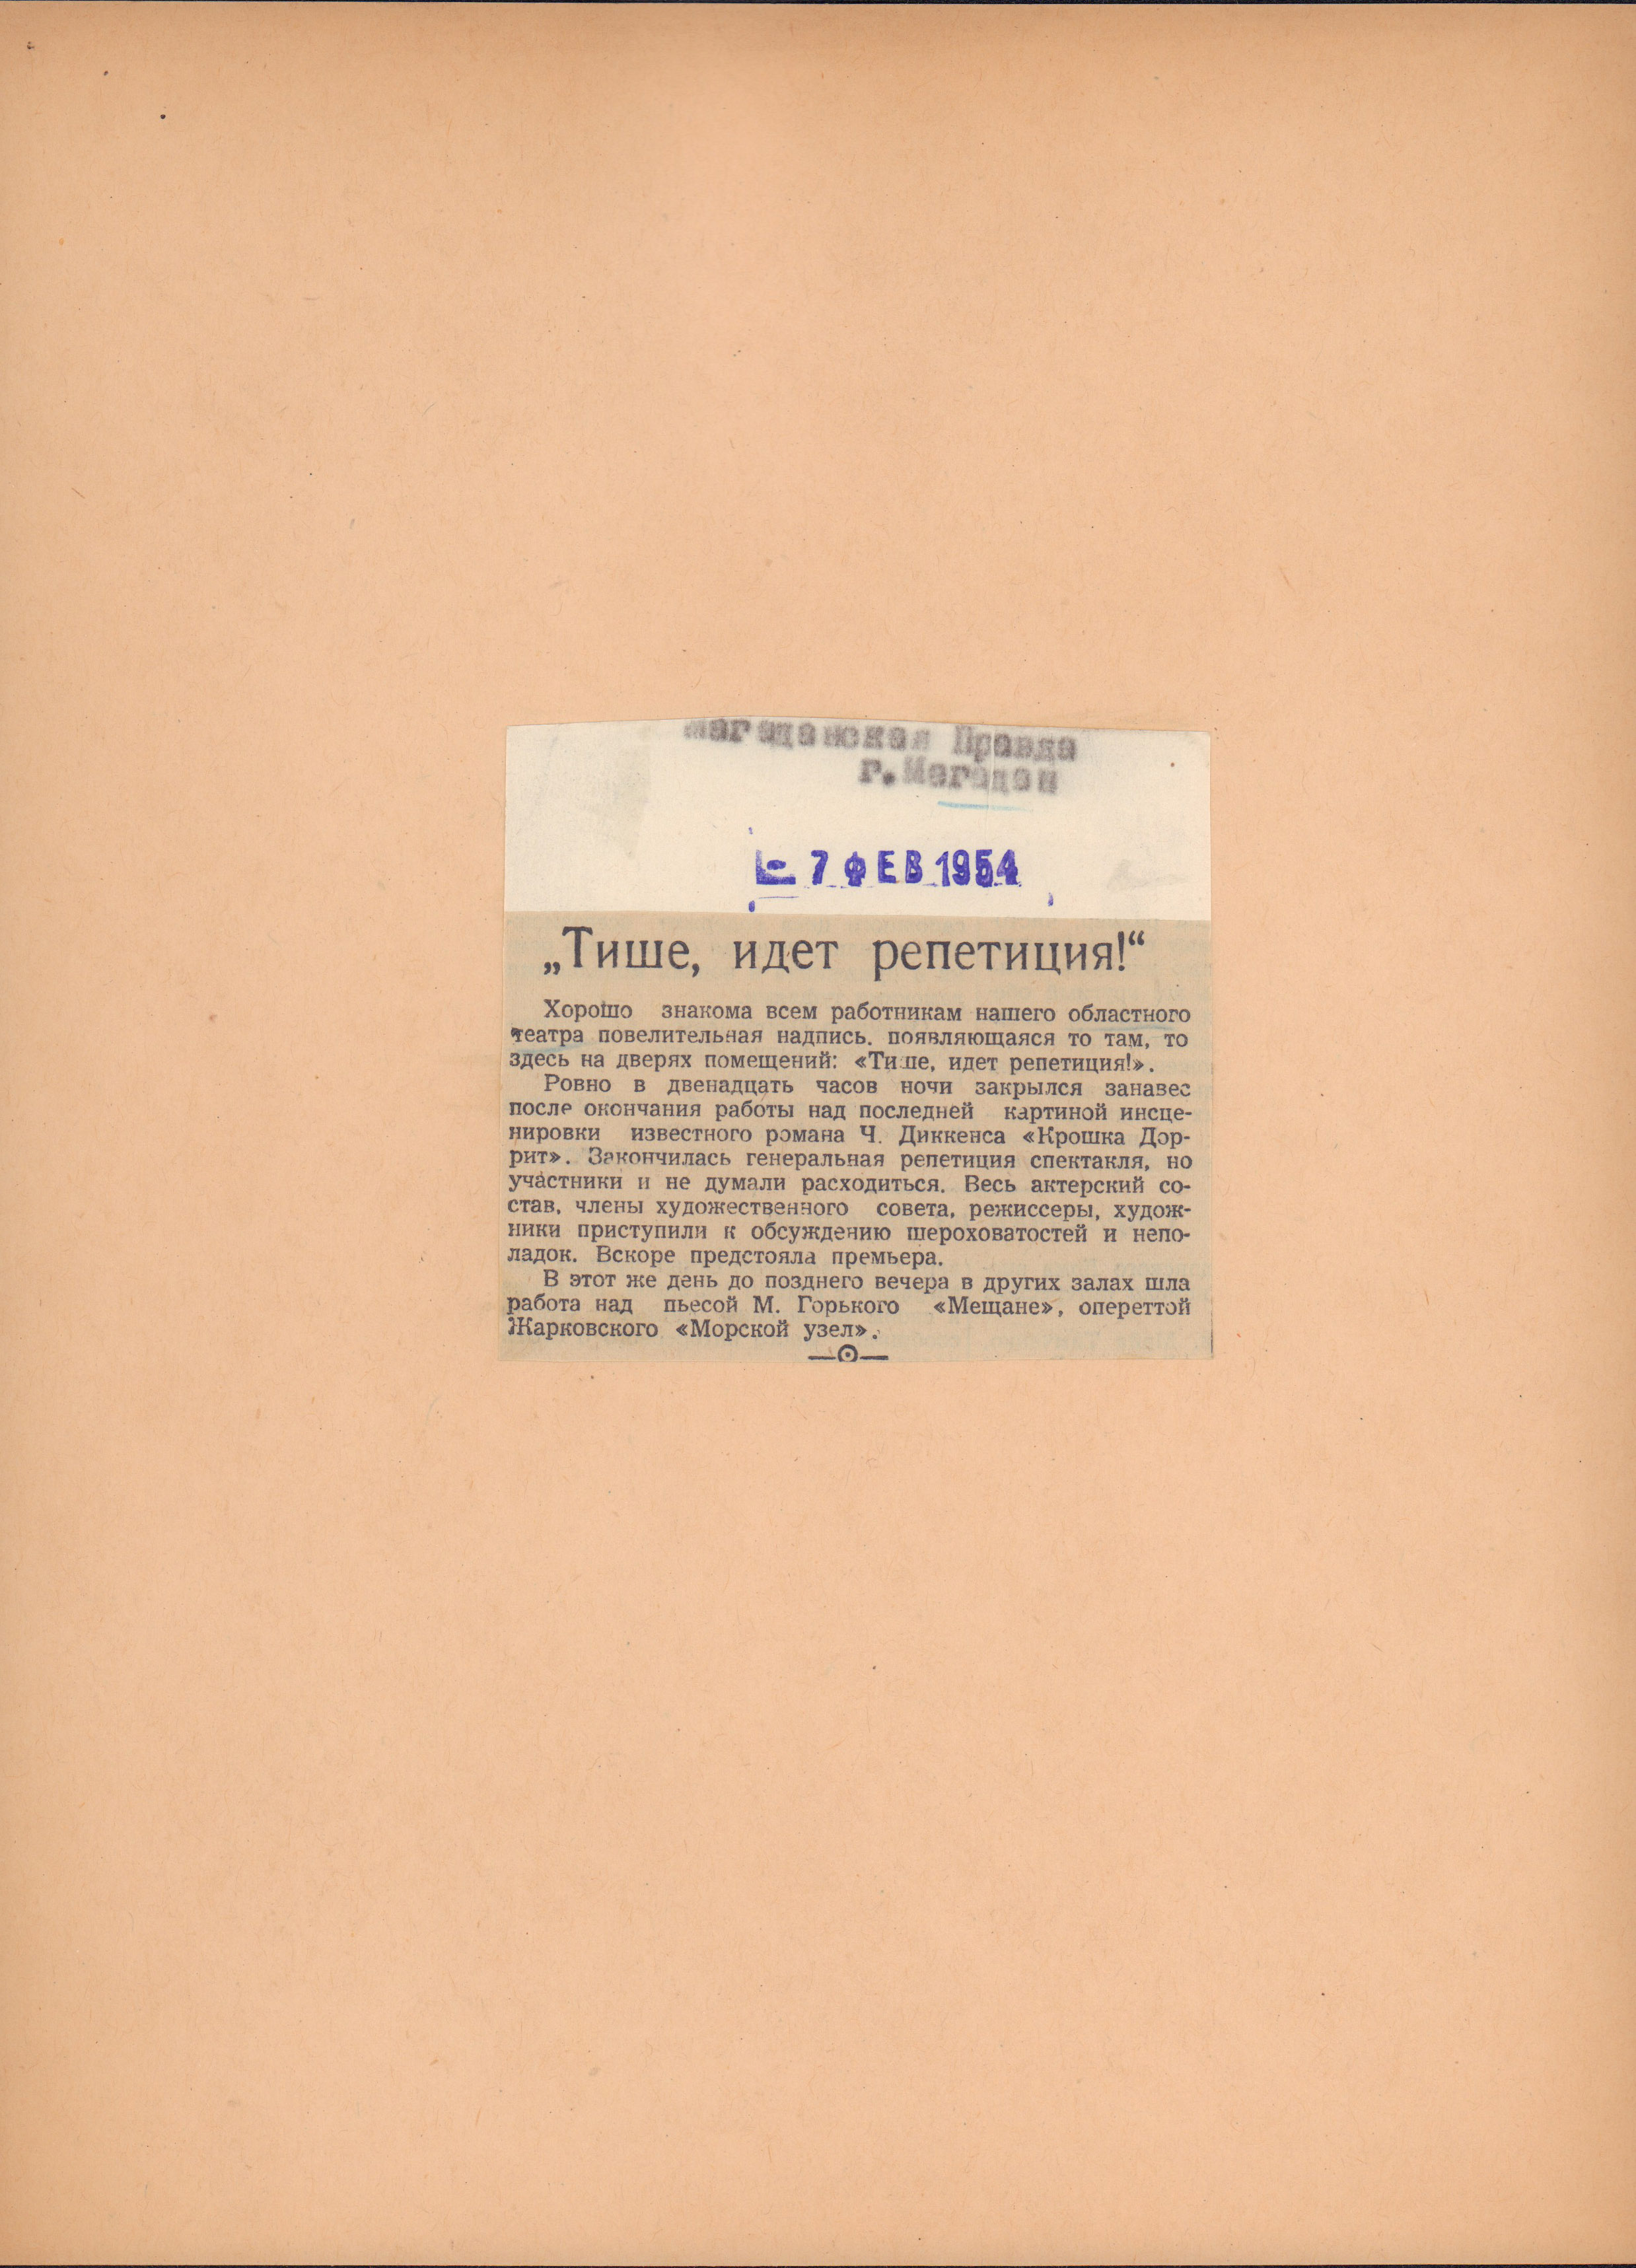 Магаданская Правда
г. Магадан
- 7 ФЕВ 1954
„Тише, идет репетиция!“
Хорошо знакома всем работникам нашего областного
театра повелительная надпись. появляющаяся то там, то
здесь на дверях помещений: «Тише, идет репетиция!».
Ровно в двенадцать часов ночи закрылся занавес
после окончания работы над последней картиной инсце-
нировки известного романа Ч. Диккенса «Крошка Дор-
рит». Закончилась генеральная репетиция спектакля, но
участники и не думали расходиться. Весь актерский со-
став, члены художественного совета, режиссеры, худож-
ники приступили к обсуждению шероховатостей и непо-
ладок. Вскоре предстояла премьера.
В этот же день до позднего вечера в других залах шла
работа над пьесой М. Горького «Мещане», опереттой
Жарковского «Морской узел».